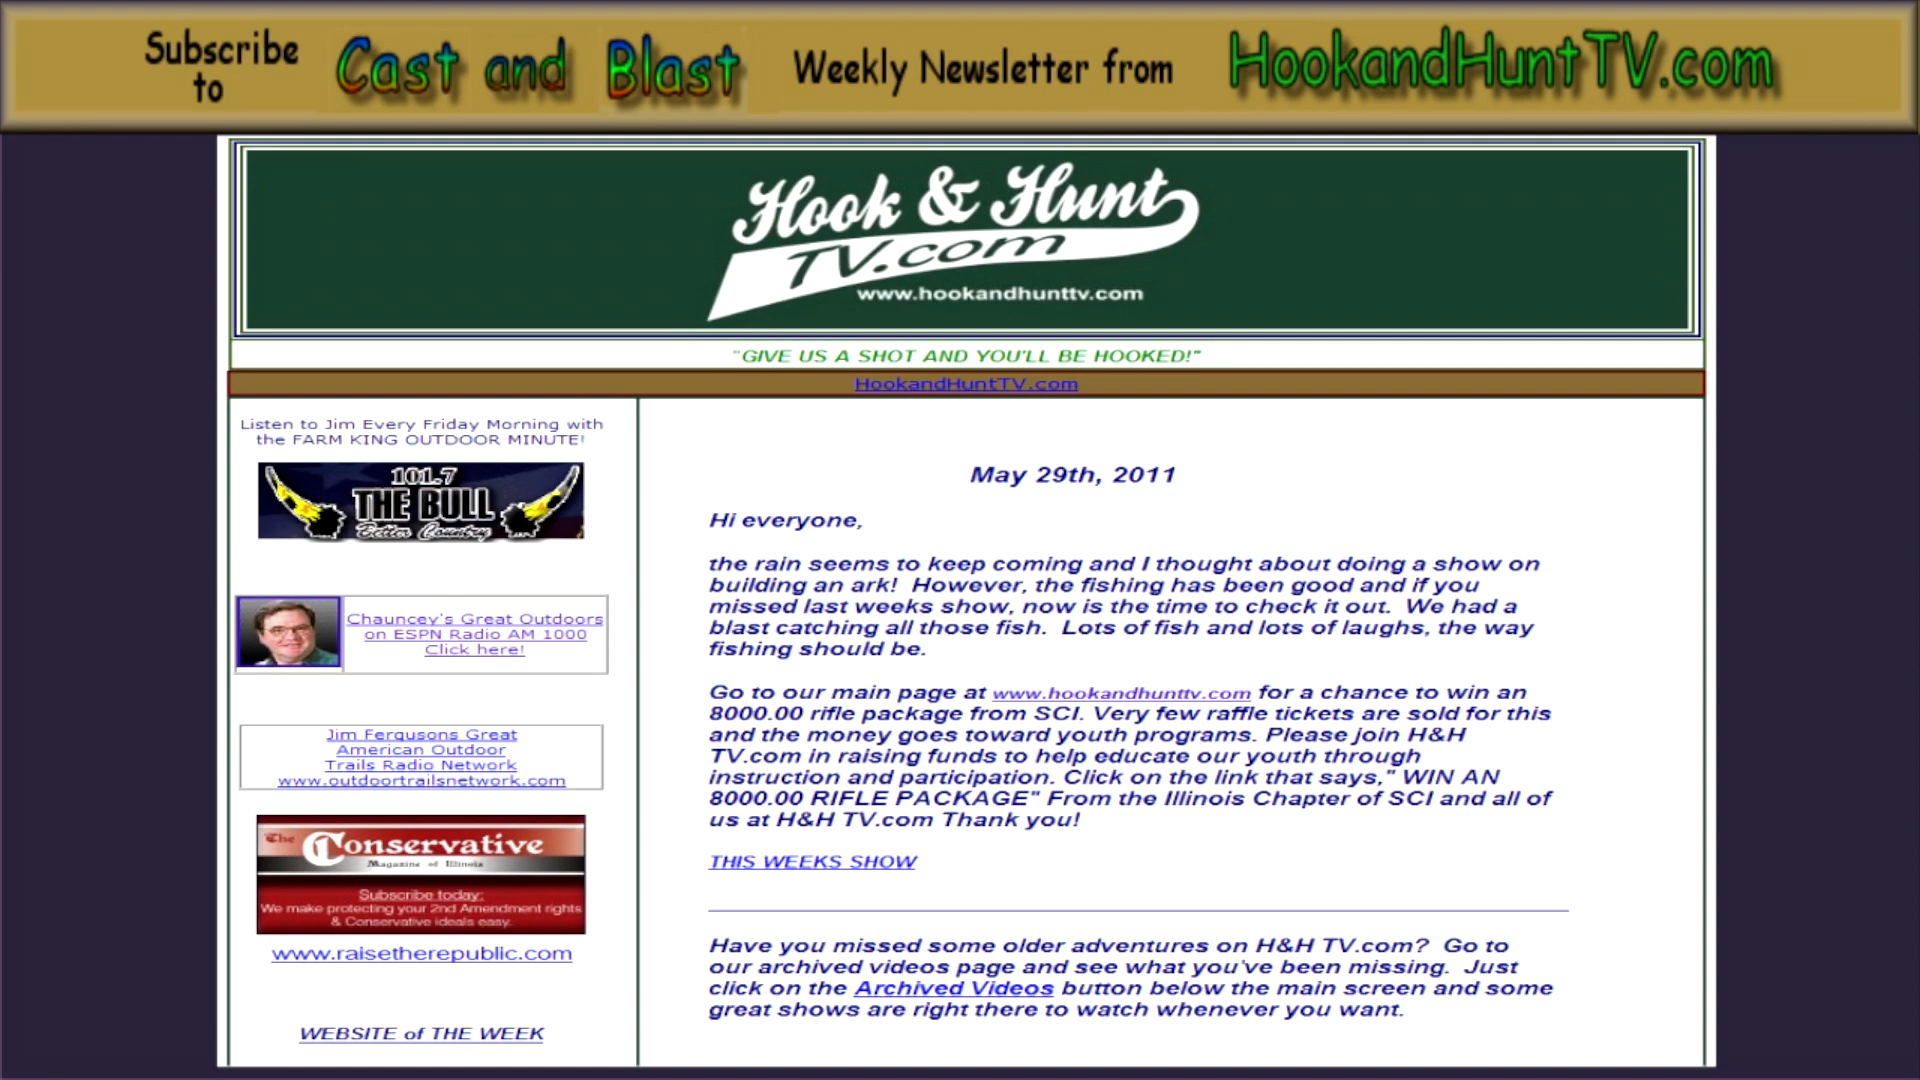 Subscribe to Cast and Blast Weekly Newsletter from HookandHuntTV.com
Hook & Hunt
TV.com
www.hookandhunttv.com
"GIVE US A SHOT AND YOU'LL BE HOOKED!"
HookandHuntTV.com
Listen to Jim Every Friday Morning with
the FARM KING OUTDOOR MINUTE!
101.7
THE BULL
Better Country
Chauncey's Great Outdoors
on ESPN Radio AM 1000
Click here!
Jim Fergusons Great
American Outdoor
Trails Radio Network
www.outdoortrailsnetwork.com
The Conservative
Magazine of Illinois
Subscribe today:
We make protecting your 2nd Amendment rights
& Conservative ideals easy.
www.raisetherepublic.com
WEBSITE of THE WEEK
May 29th, 2011
Hi everyone,
the rain seems to keep coming and I thought about doing a show on
building an ark! However, the fishing has been good and if you
missed last weeks show, now is the time to check it out. We had a
blast catching all those fish. Lots of fish and lots of laughs, the way
fishing should be.
Go to our main page at www.hookandhunttv.com for a chance to win an
8000.00 rifle package from SCI. Very few raffle tickets are sold for this
and the money goes toward youth programs. Please join H&H
TV.com in raising funds to help educate our youth through
instruction and participation. Click on the link that says," WIN AN
8000.00 RIFLE PACKAGE" From the Illinois Chapter of SCI and all of
us at H&H TV.com Thank you!
THIS WEEKS SHOW
Have you missed some older adventures on H&H TV.com? Go to
our archived videos page and see what you've been missing. Just
click on the Archived Videos button below the main screen and some
great shows are right there to watch whenever you want.